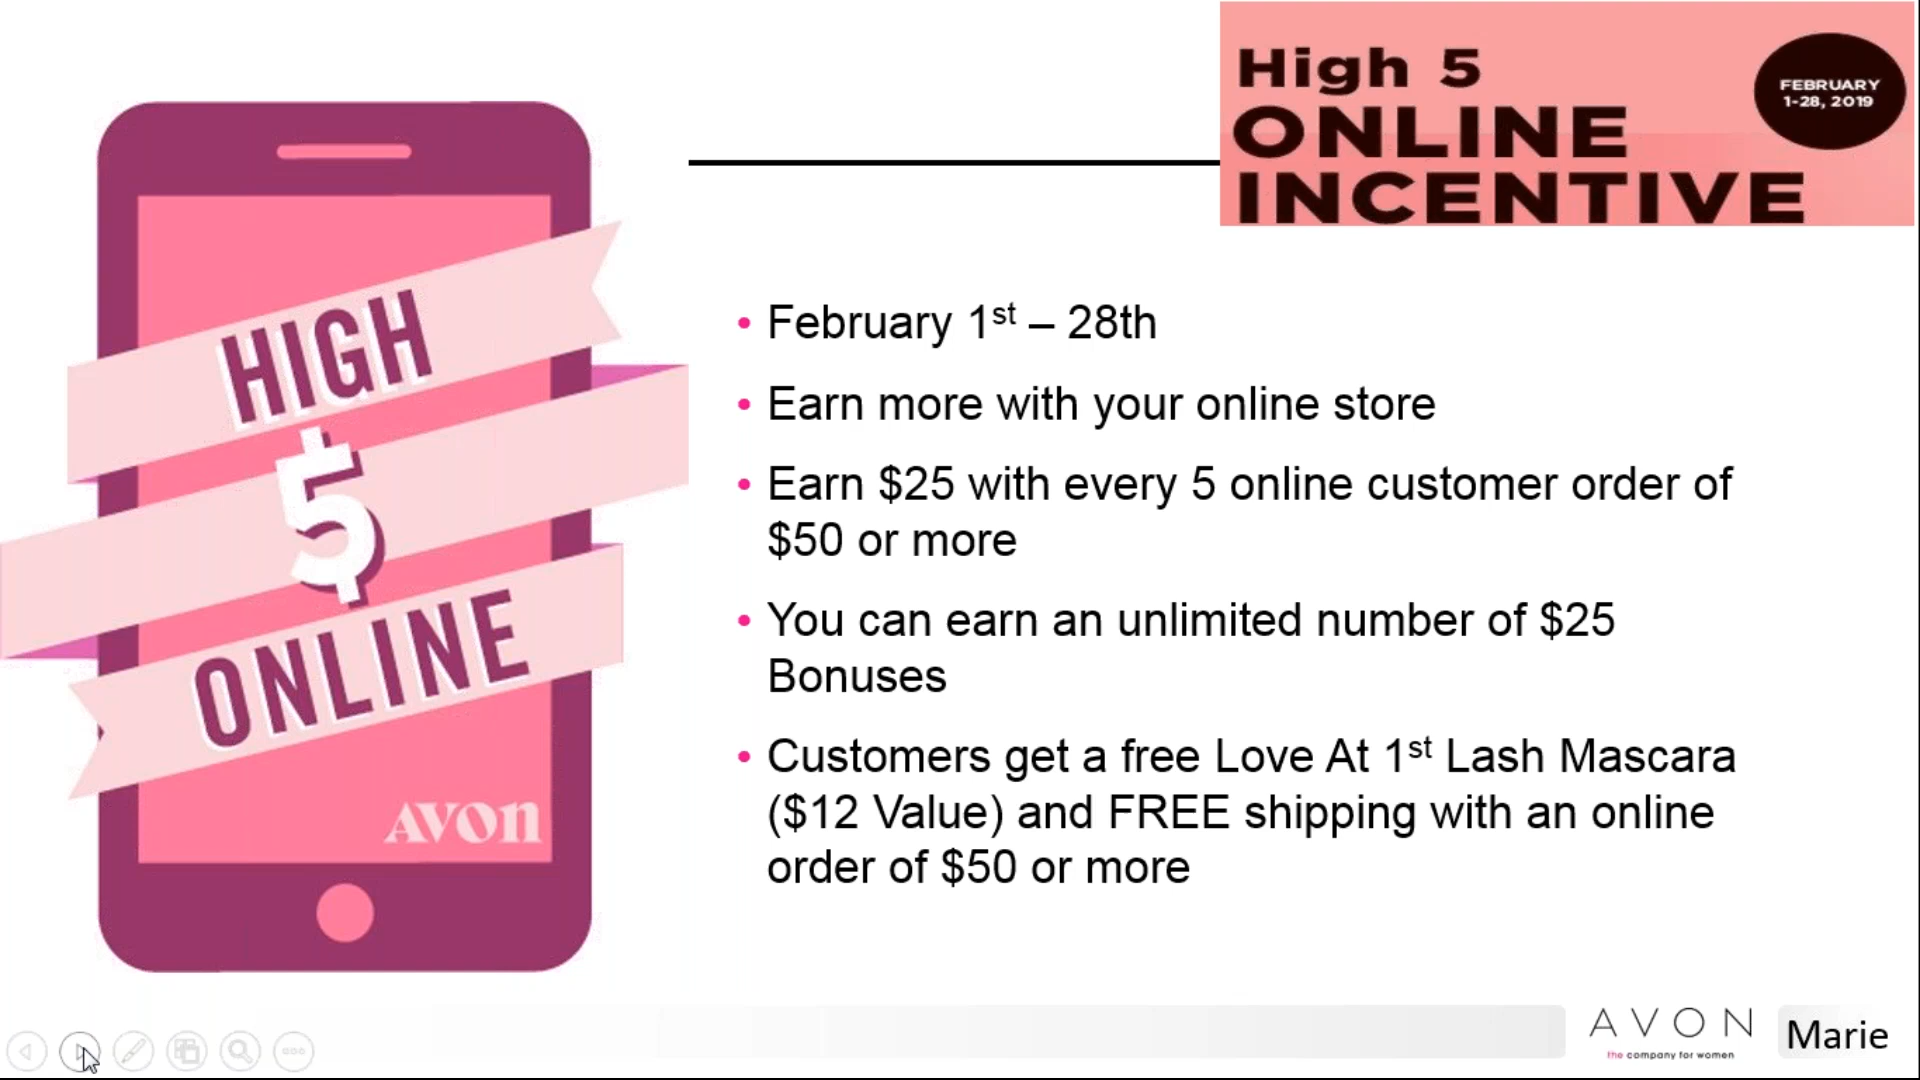 High 5
ONLINE
INCENTIVE
FEBRUARY
1-28, 2019
HIGH
5
ONLINE
AVON
• February 1st – 28th
• Earn more with your online store
• Earn $25 with every 5 online customer order of
$50 or more
• You can earn an unlimited number of $25
Bonuses
• Customers get a free Love At 1st Lash Mascara
($12 Value) and FREE shipping with an online
order of $50 or more
AVON
the company for women
Marie